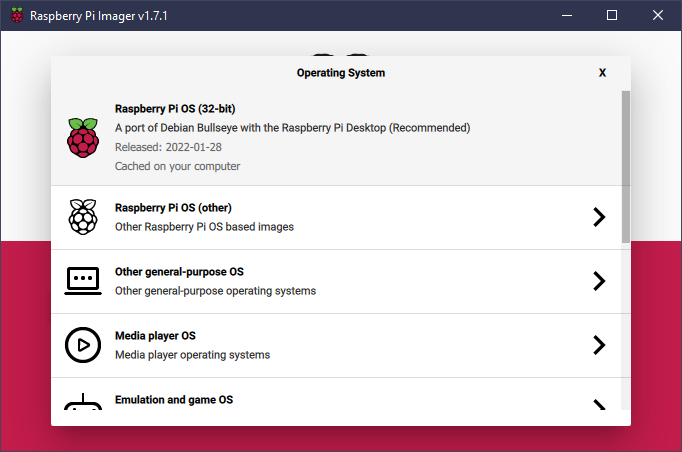 Raspberry Pi Imager v1.7.1
Operating System X
Raspberry Pi OS (32-bit)
A port of Debian Bullseye with the Raspberry Pi Desktop (Recommended)
Released: 2022-01-28
Cached on your computer
Raspberry Pi OS (other)
Other Raspberry Pi OS based images
Other general-purpose OS
Other general-purpose operating systems
Media player OS
Media player operating systems
Emulation and game OS